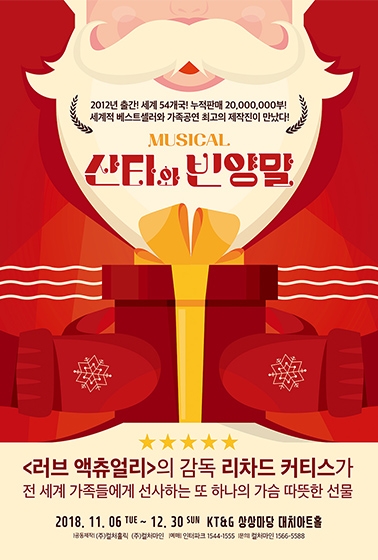 2012년 출간! 세계 54개국! 누적판매 20,000,000부!
세계적 베스트셀러와 가족공연 최고의 제작진이 만났다!
MUSICAL
산타와 빈양말
<러브 액츄얼리>의 감독 리차드 커티스가
전 세계 가족들에게 선사하는 또 하나의 가슴 따뜻한 선물
2018. 11. 06 TUE ~ 12. 30 SUN KT&G 상상마당 대치아트홀
[공동제작] (주)컬처홀릭 (주)컬처마인 [예매] 인터파크 1544-1555 [문의] 컬처마인 1566-5588